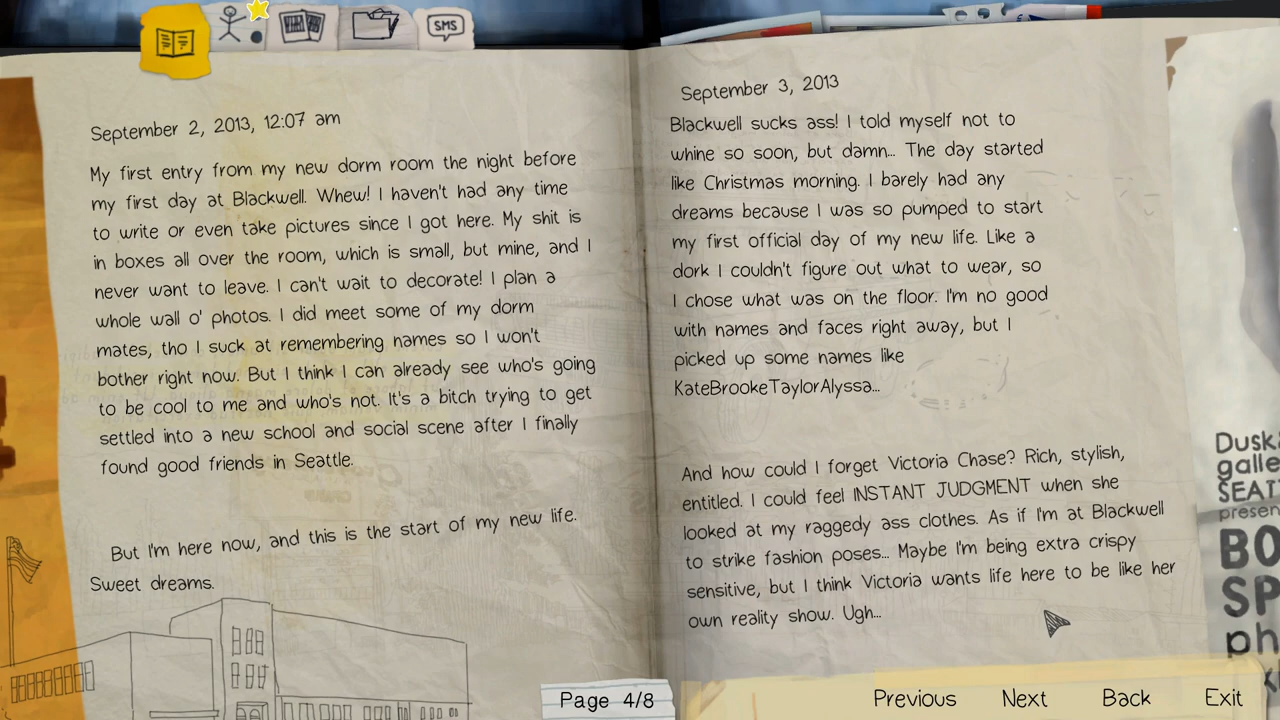 SMS
September 2, 2013, 12:07 am
My first entry from my new dorm room the night before
my first day at Blackwell. Whew! I haven't had any time
to write or even take pictures since I got here. My shit is
in boxes all over the room, which is small, but mine, and I
never want to leave. I can't wait to decorate! I plan a
whole wall o' photos. I did meet some of my dorm
mates, tho I suck at remembering names so I won't
bother right now. But I think I can already see who's going
to be cool to me and who's not. It's a bitch trying to get
settled into a new school and social scene after I finally
found good friends in Seattle.
But I'm here now, and this is the start of my new life.
Sweet dreams.
September 3, 2013
Blackwell sucks ass! I told myself not to
whine so soon, but damn... The day started
like Christmas morning. I barely had any
dreams because I was so pumped to start
my first official day of my new life. Like a
dork I couldn't figure out what to wear, so
I chose what was on the floor. I'm no good
with names and faces right away, but I
picked up some names like
KateBrookeTaylorAlyssa...
And how could I forget Victoria Chase? Rich, stylish,
entitled. I could feel INSTANT JUDGMENT when she
looked at my raggedy ass clothes. As if I'm at Blackwell
to strike fashion poses... Maybe I'm being extra crispy
sensitive, but I think Victoria wants life here to be like her
own reality show. Ugh...
Dusk
galle
SEAT
presen
BO
SP
ph
Page 4/8
Previous Next Back Exit